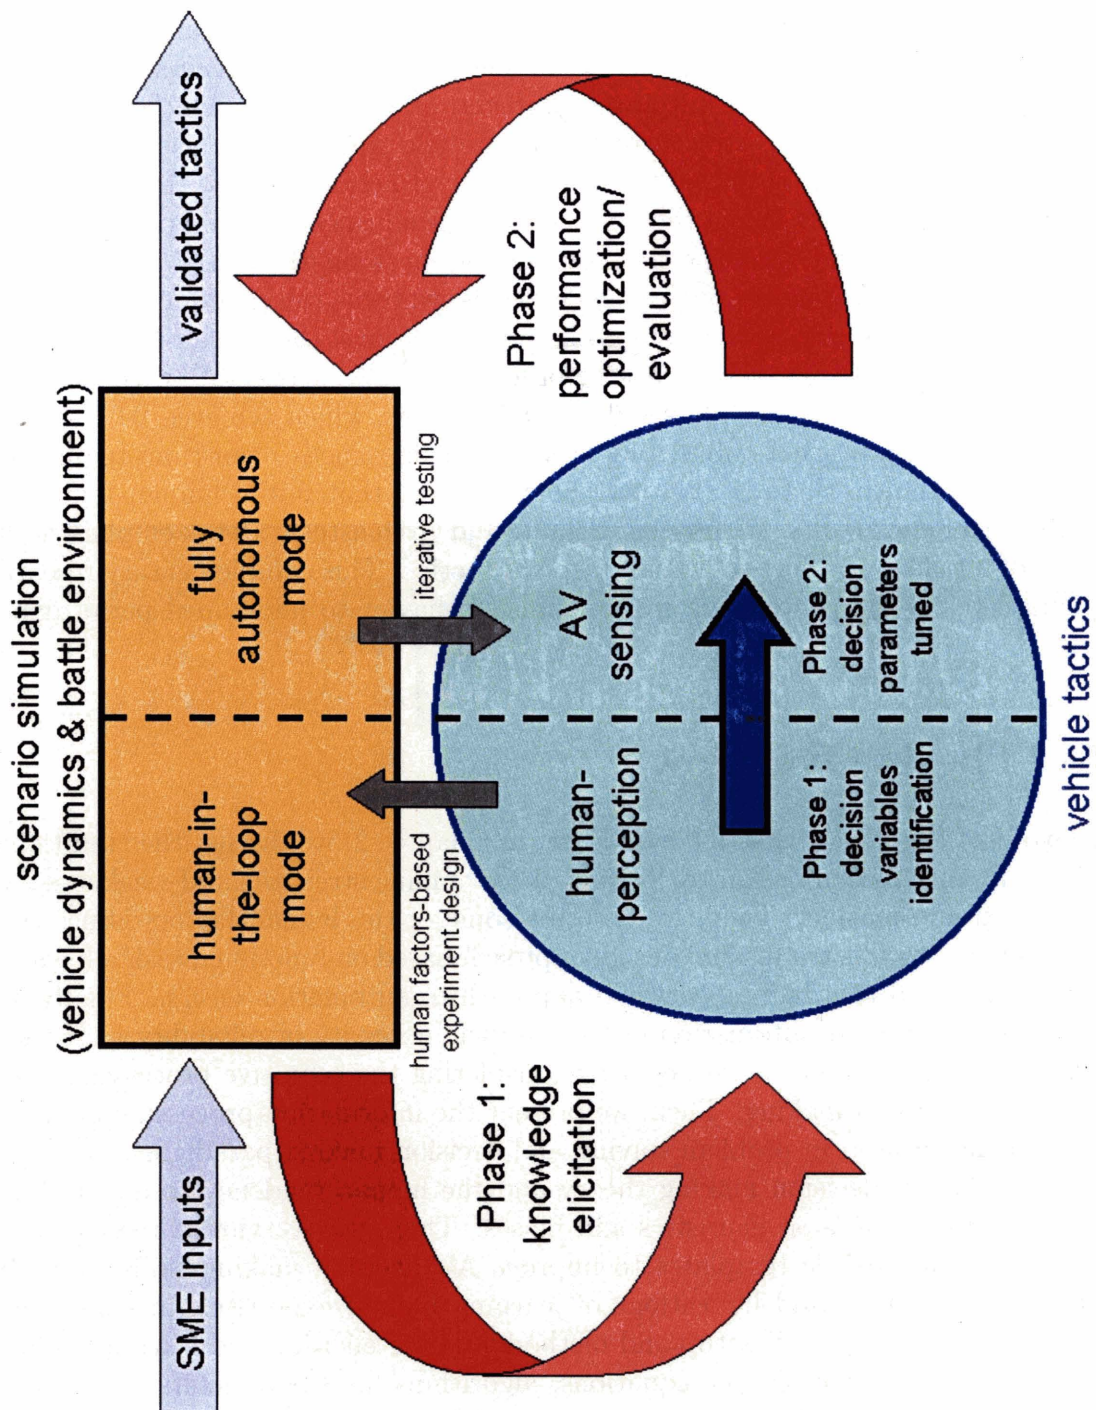 scenario simulation
(vehicle dynamics & battle environment)
SME inputs
human-in-
the-loop
mode
fully
autonomous
mode
validated tactics
human factors-based
experiment design
iterative testing
Phase 1:
knowledge
elicitation
human-
perception
AV
sensing
Phase 1:
decision
variables
identification
Phase 2:
decision
parameters
tuned
Phase 2:
performance
optimization/
evaluation
vehicle tactics